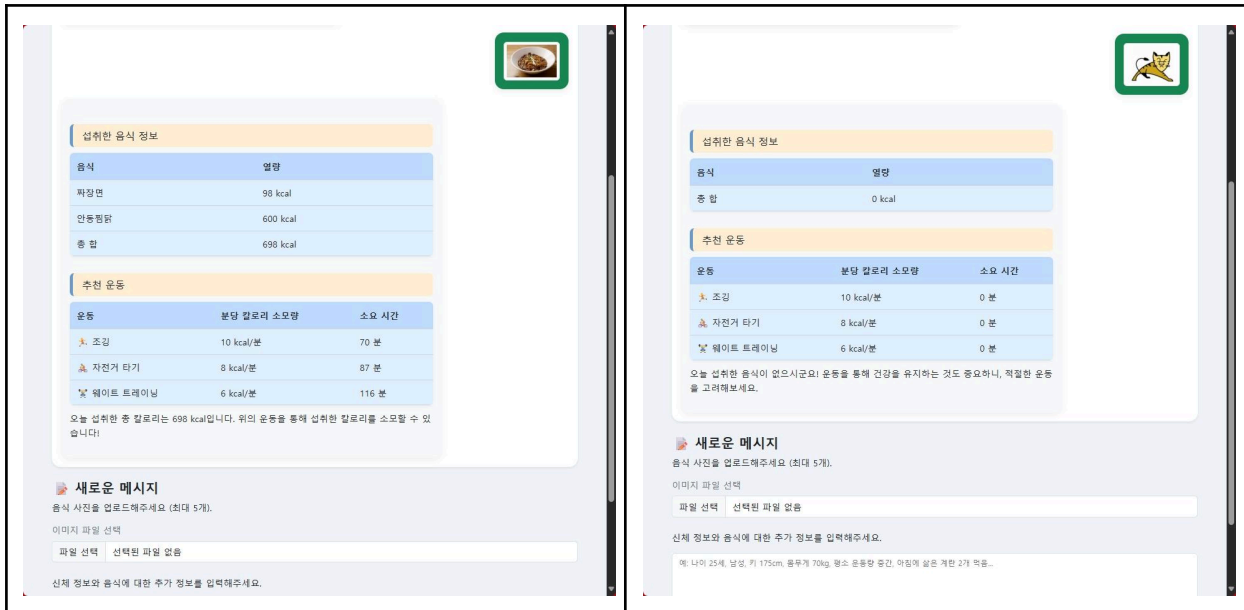 섭취한 음식 정보
음식 열량
짜장면 98 kcal
안동찜닭 600 kcal
총 합 698 kcal
추천 운동
운동 분당 칼로리 소모량 소요 시간
조깅 10 kcal/분 70 분
자전거 타기 8 kcal/분 87 분
웨이트 트레이닝 6 kcal/분 116 분
오늘 섭취한 총 칼로리는 698 kcal입니다. 위의 운동을 통해 섭취한 칼로리를 소모할 수 있
습니다!
새로운 메시지
음식 사진을 업로드해주세요 (최대 5개).
이미지 파일 선택
파일 선택 선택된 파일 없음
신체 정보와 음식에 대한 추가 정보를 입력해주세요.
섭취한 음식 정보
음식 열량
총 합 0 kcal
추천 운동
운동 분당 칼로리 소모량 소요 시간
조깅 10 kcal/분 0 분
자전거 타기 8 kcal/분 0 분
웨이트 트레이닝 6 kcal/분 0 분
오늘 섭취한 음식이 없으시군요! 운동을 통해 건강을 유지하는 것도 중요하니, 적절한 운동
을 고려해보세요.
새로운 메시지
음식 사진을 업로드해주세요 (최대 5개).
이미지 파일 선택
파일 선택 선택된 파일 없음
신체 정보와 음식에 대한 추가 정보를 입력해주세요.
예: 나이 25세, 남성, 키 175cm, 몸무게 70kg, 평소 운동량 중간, 아침에 삶은 계란 2개 먹음...